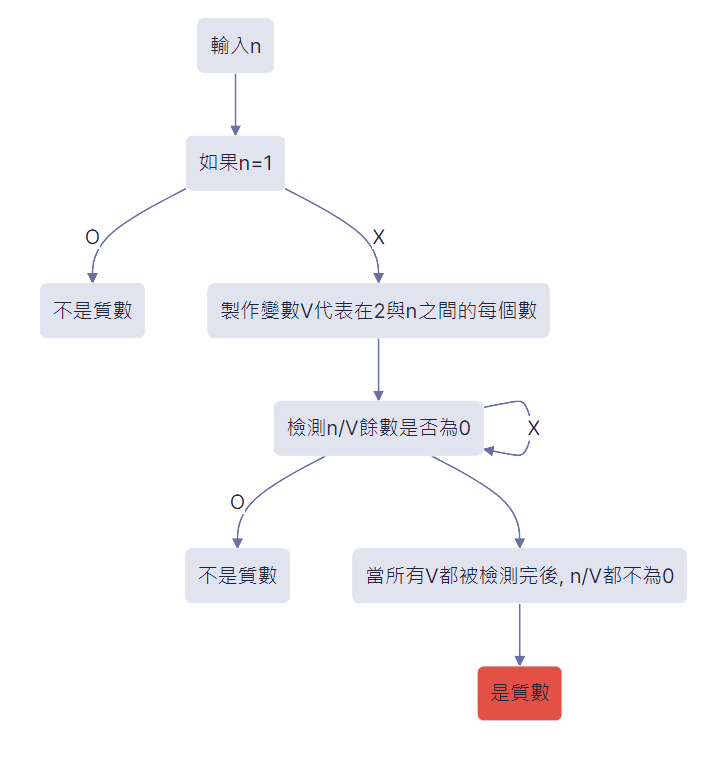 輸入n
如果n=1
O
X
不是質數
製作變數V代表在2與n之間的每個數
檢測n/V餘數是否為0
X
O
不是質數
當所有V都被檢測完後, n/V都不為0
是質數